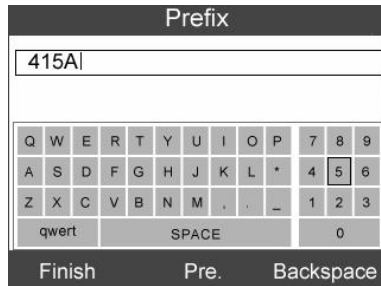 Prefix
415A
Q W E R T Y U I O P 7 8 9
A S D F G H J K L * 4 5 6
Z X C V B N M , . _ 1 2 3
qwert SPACE 0
Finish Pre. Backspace